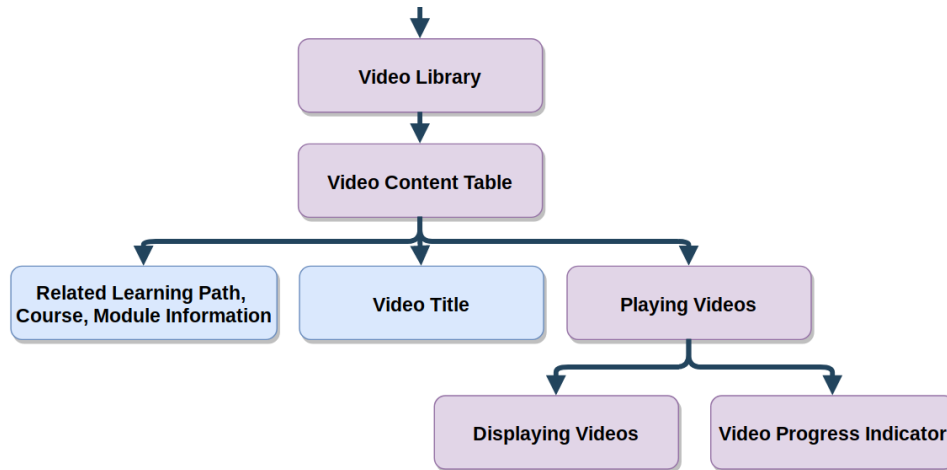 Video Library
Video Content Table
Related Learning Path,
Course, Module Information
Video Title
Playing Videos
Displaying Videos
Video Progress Indicator